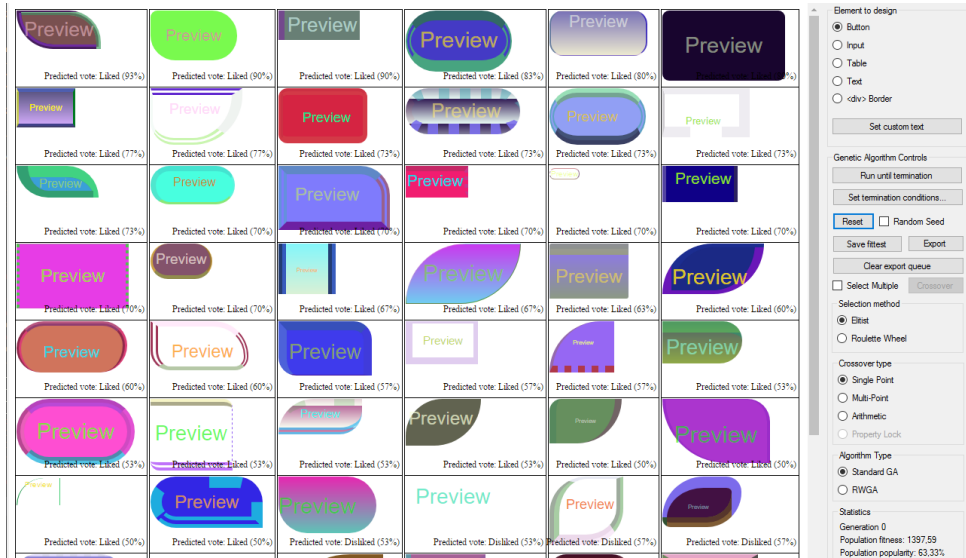 Preview Preview Preview Preview Preview Preview
Predicted vote: Liked (93%) Predicted vote: Liked (90%) Predicted vote: Liked (90%) Predicted vote: Liked (83%) Predicted vote: Liked (80%)
Preview Preview Preview Preview Preview Preview
Predicted vote: Liked (77%) Predicted vote: Liked (77%) Predicted vote: Liked (73%) Predicted vote: Liked (73%) Predicted vote: Liked (73%) Predicted vote: Liked (73%)
Preview Preview Preview Preview Preview
Predicted vote: Liked (73%) Predicted vote: Liked (70%) Predicted vote: Liked (70%) Predicted vote: Liked (70%) Predicted vote: Liked (70%)  Predicted vote: Liked (70%)
Preview Preview Preview Preview Preview Preview
Predicted vote: Liked (70%) Predicted vote: Liked (70%) Predicted vote: Liked (67%) Predicted vote: Liked (67%) Predicted vote: Liked (63%) Predicted vote: Liked (60%)
Preview Preview Preview Preview Preview Preview
Predicted vote: Liked (60%) Predicted vote: Liked (60%) Predicted vote: Liked (57%) Predicted vote: Liked (57%) Predicted vote: Liked (57%) Predicted vote: Liked (53%)
Preview Preview Preview Preview Preview Preview
Predicted vote: Liked (53%) Predicted vote: Liked (53%) Predicted vote: Liked (53%) Predicted vote: Liked (53%) Predicted vote: Liked (50%) Predicted vote: Liked (50%)
Preview Preview Preview Preview Preview Preview
Predicted vote: Liked (50%) Predicted vote: Liked (50%) Predicted vote: Disliked (53%) Predicted vote: Disliked (53%) Predicted vote: Disliked (57%) Predicted vote: Disliked (57%)
Element to design
Button
Input
Table
Text
<div> Border
Set custom text
Genetic Algorithm Controls
Run until termination
Set termination conditions...
Reset Random Seed
Save fittest Export
Clear export queue
Select Multiple Crossover
Selection method
Elitist
Roulette Wheel
Crossover type
Single Point
Multi-Point
Arithmetic
Property Lock
Algorithm Type
Standard GA
RWGA
Statistics
Generation 0
Population fitness: 1397,59
Population popularity: 63,33%